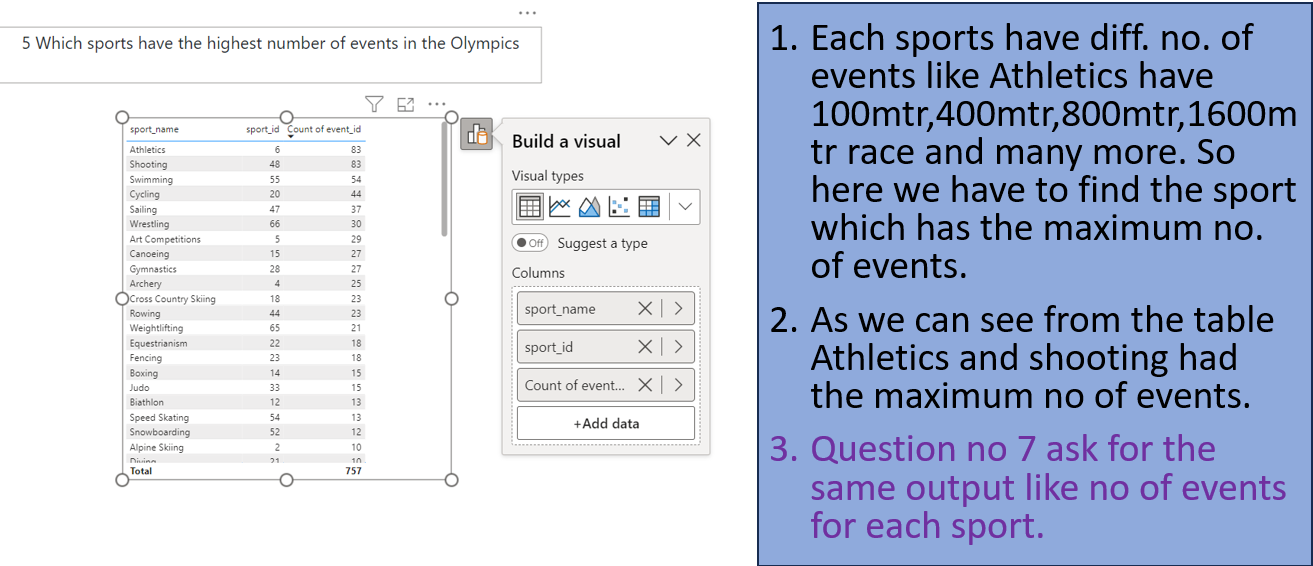 5 Which sports have the highest number of events in the Olympics
sport_name sport_id Count of event_id
Athletics 6 83
Shooting 48 83
Swimming 55 54
Cycling 20 44
Sailing 47 37
Wrestling 66 30
Art Competitions 5 29
Canoeing 15 27
Gymnastics 28 27
Archery 4 25
Cross Country Skiing 18 23
Rowing 44 23
Weightlifting 65 21
Equestrianism 22 18
Fencing 23 18
Boxing 14 15
Judo 33 15
Biathlon 12 13
Speed Skating 54 13
Snowboarding 52 12
Alpine Skiing 2 10
Diving 21 10
Total 757
Build a visual
Visual types
Off Suggest a type
Columns
sport_name
sport_id
Count of event...
+Add data
1. Each sports have diff. no. of
events like Athletics have
100mtr,400mtr,800mtr,1600m
tr race and many more. So
here we have to find the sport
which has the maximum no.
of events.
2. As we can see from the table
Athletics and shooting had
the maximum no of events.
3. Question no 7 ask for the
same output like no of events
for each sport.